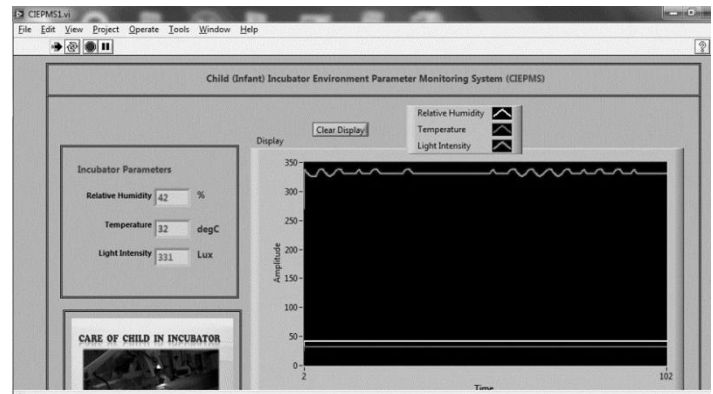 CIEPMS1.vi
File Edit View Project Operate Tools Window Help
Child (Infant) Incubator Environment Parameter Monitoring System (CIEPMS)
Relative Humidity
Clear Display
Temperature
Display
Light Intensity
Incubator Parameters
Relative Humidity 42 %
Temperature 32 degC
Light Intensity 331 Lux
Amplitude
350
300
250
200
150
100
50
0
2
102
Time
CARE OF CHILD IN INCUBATOR